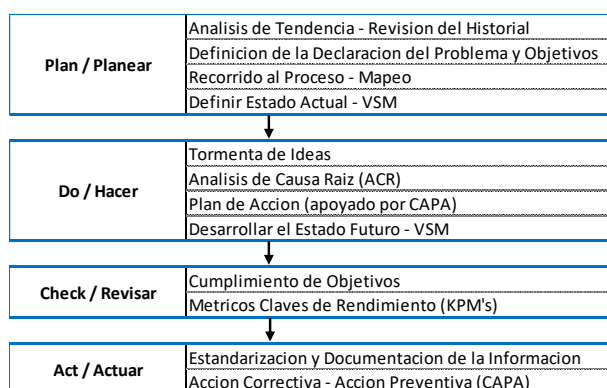 Analisis de Tendencia - Revision del Historial
Definicion de la Declaracion del Problema y Objetivos
Plan / Planear
Recorrido al Proceso - Mapeo
Definir Estado Actual - VSM
Tormenta de Ideas
Analisis de Causa Raiz (ACR)
Do / Hacer
Plan de Accion (apoyado por CAPA)
Desarrollar el Estado Futuro - VSM
Cumplimiento de Objetivos
Check / Revisar
Metricos Claves de Rendimiento (KPM's)
Estandarizacion y Documentacion de la Informacion
Act / Actuar
Accion Correctiva - Accion Preventiva (CAPA)